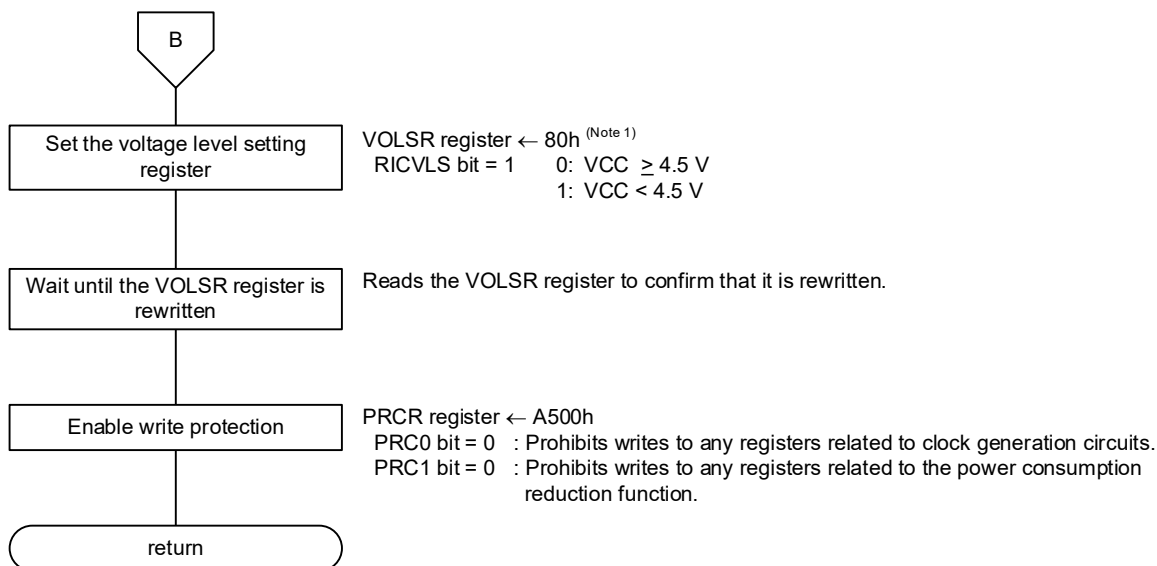 B
Set the voltage level setting
register
VOLSR register ← 80h (Note 1)
RICVLS bit = 1 0: VCC ≥ 4.5 V
1: VCC < 4.5 V
Wait until the VOLSR register is
rewritten
Reads the VOLSR register to confirm that it is rewritten.
Enable write protection
PRCR register ← A500h
PRC0 bit = 0 : Prohibits writes to any registers related to clock generation circuits.
PRC1 bit = 0 : Prohibits writes to any registers related to the power consumption
reduction function.
return